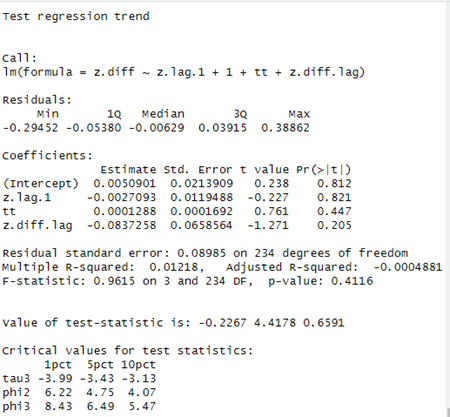 Test regression trend
Call:
lm(formula = z.diff ~ z.lag.1 + 1 + tt + z.diff.lag)
Residuals:
Min 1Q Median 3Q Max
-0.29452 -0.05380 -0.00629 0.03915 0.38862
Coefficients:
Estimate Std. Error t value Pr(>|t|)
(Intercept) 0.0050901 0.0213909 0.238 0.812
z.lag.1 -0.0027093 0.0119488 -0.227 0.821
tt 0.0001288 0.0001692 0.761 0.447
z.diff.lag -0.0837258 0.0658564 -1.271 0.205
Residual standard error: 0.08985 on 234 degrees of freedom
Multiple R-squared: 0.01218, Adjusted R-squared: -0.0004881
F-statistic: 0.9615 on 3 and 234 DF, p-value: 0.4116
Value of test-statistic is: -0.2267 4.4178 0.6591
Critical values for test statistics:
1pct 5pct 10pct
tau3 -3.99 -3.43 -3.13
phi2 6.22 4.75 4.07
phi3 8.43 6.49 5.47